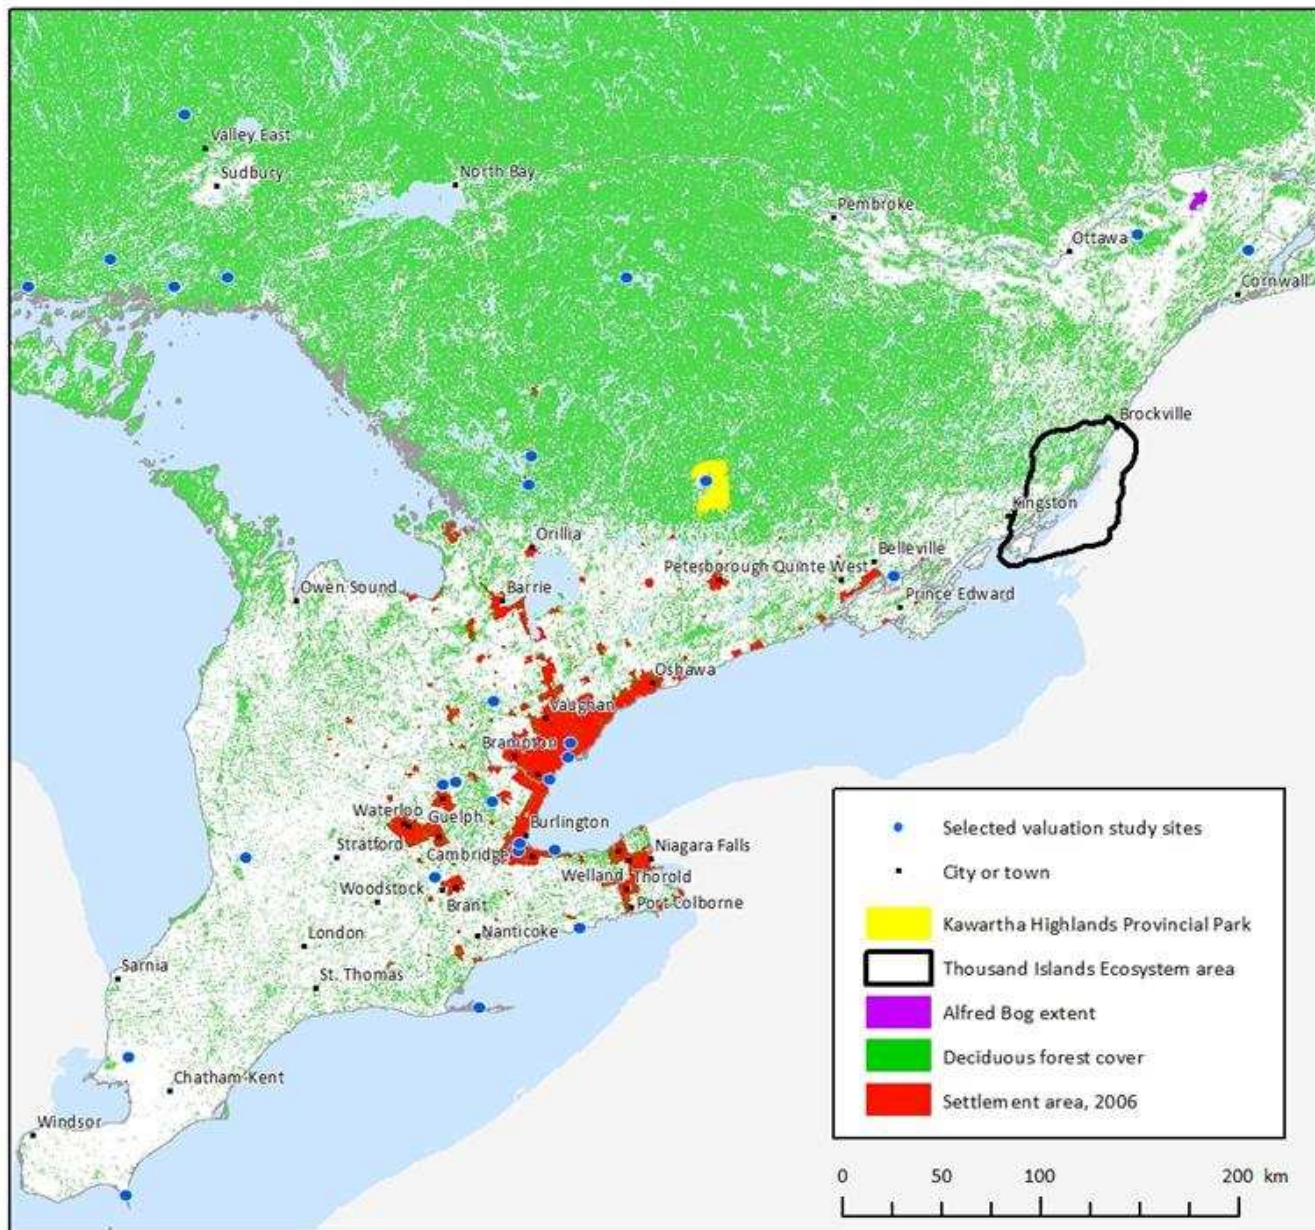 Valley East
Sudbury
North Bay
Pembroke
Ottawa
Cornwall
Brockville
Kingston
Orillia
Belleville
Peterborough Quinte West
Owen Sound
Barrie
Prince Edward
Oshawa
Vaughan
Brampton
Waterloo
Guelph
Burlington
Stratford
Cambridge
Niagara Falls
Welland Thorold
Woodstock
Brant
Port Colborne
Nanticoke
London
Sarnia
St. Thomas
Chatham-Kent
Windsor
Selected valuation study sites
City or town
Kawartha Highlands Provincial Park
Thousand Islands Ecosystem area
Alfred Bog extent
Deciduous forest cover
Settlement area, 2006
0 50 100 200 km